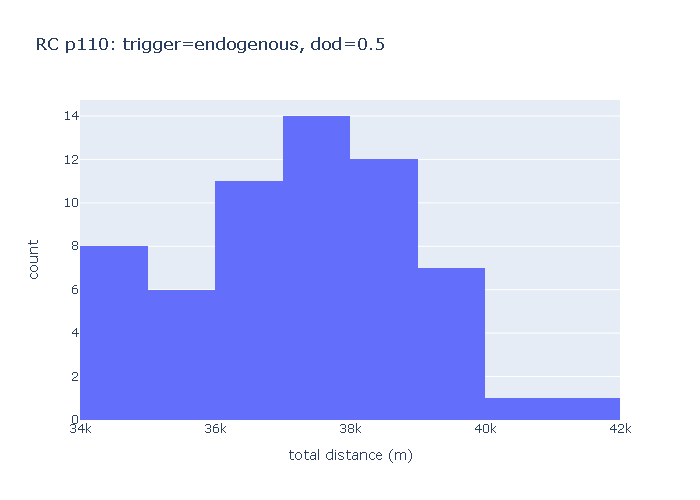 RC p110: trigger=endogenous, dod=0.5
14
12
10
8
6
4
2
0
count
34k 36k 38k 40k 42k
total distance (m)